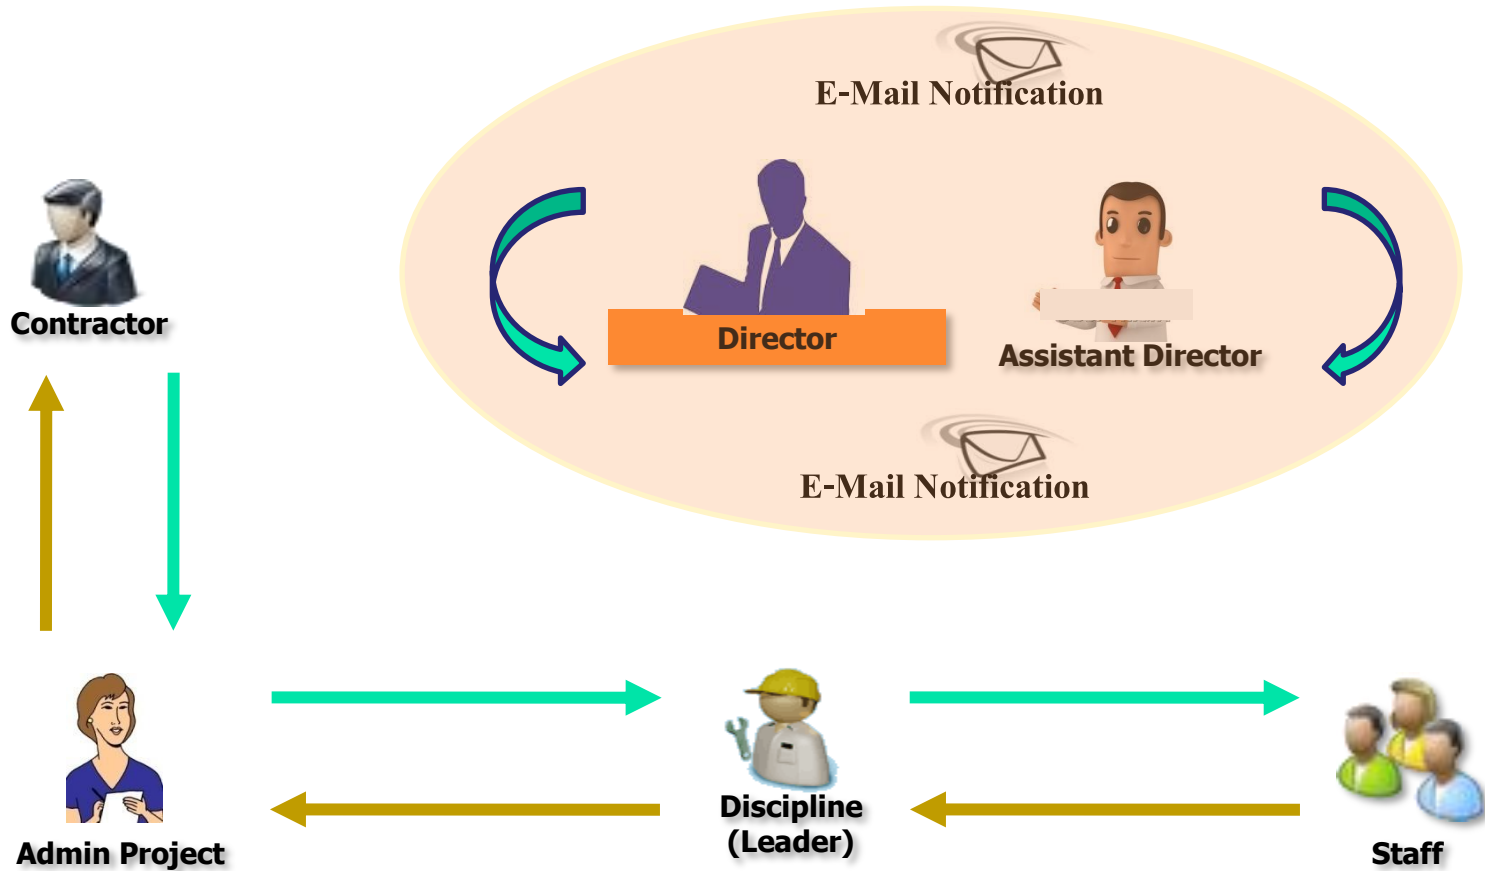 E-Mail Notification
Contractor
Director
Assistant Director
E-Mail Notification
Discipline
(Leader)
Admin Project
Staff